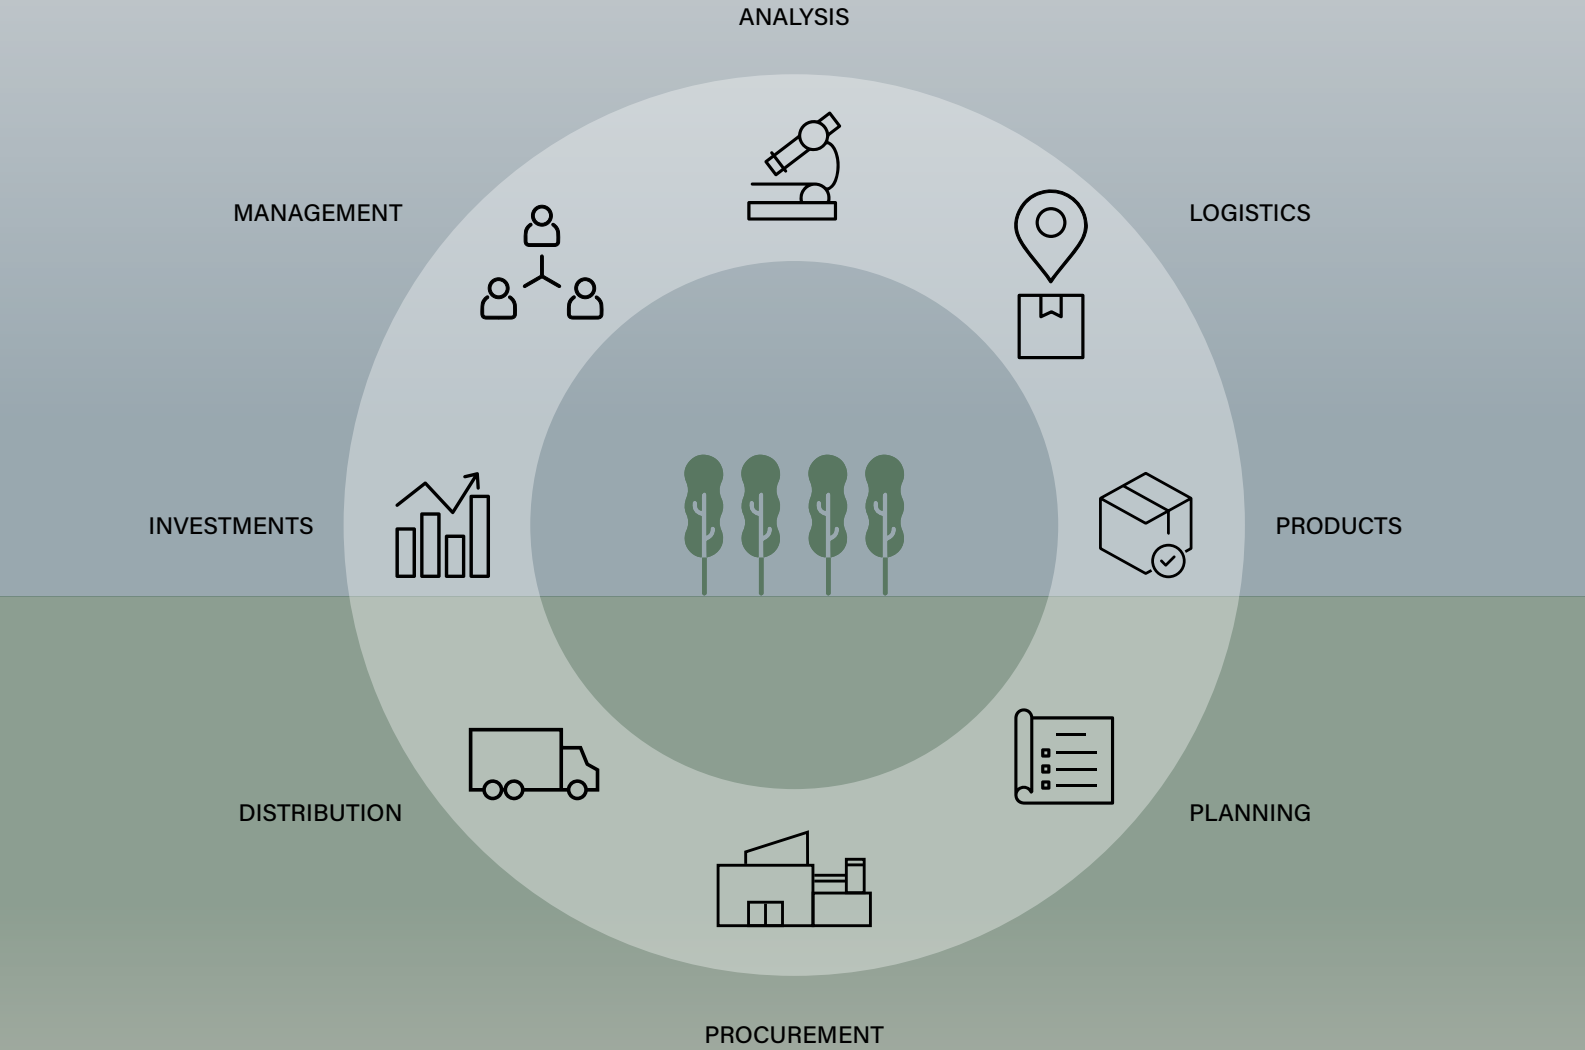 ANALYSIS
MANAGEMENT
LOGISTICS
INVESTMENTS
PRODUCTS
DISTRIBUTION
PLANNING
PROCUREMENT